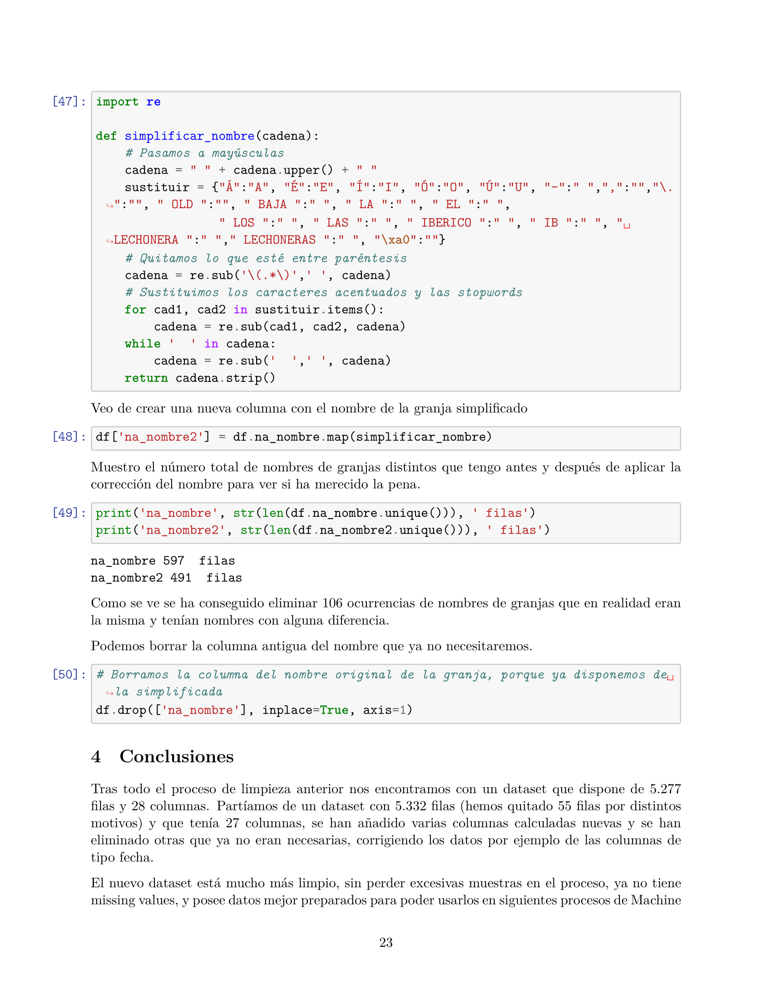 [47]: import re
def simplificar_nombre(cadena):
    # Pasamos a mayúsculas
    cadena = " " + cadena.upper() + " "
    sustituir = {"Á":"A", "É":"E", "Í":"I", "Ó":"O", "Ú":"U", "-":" ",",":"","\.
↪":"", " OLD ":"", " BAJA ":" ", " LA ":" ", " EL ":" ",
                 " LOS ":" ", " LAS ":" ", " IBERICO ":" ", " IB ":" ", "␣
↪LECHONERA ":" "," LECHONERAS ":" ", "\xa0":""}
    # Quitamos lo que esté entre paréntesis
    cadena = re.sub('\(.*\)',' ', cadena)
    # Sustituimos los caracteres acentuados y las stopwords
    for cad1, cad2 in sustituir.items():
        cadena = re.sub(cad1, cad2, cadena)
    while '  ' in cadena:
        cadena = re.sub('  ',' ', cadena)
    return cadena.strip()
Veo de crear una nueva columna con el nombre de la granja simplificado
[48]: df['na_nombre2'] = df.na_nombre.map(simplificar_nombre)
Muestro el número total de nombres de granjas distintos que tengo antes y después de aplicar la
corrección del nombre para ver si ha merecido la pena.
[49]: print('na_nombre', str(len(df.na_nombre.unique())), ' filas')
print('na_nombre2', str(len(df.na_nombre2.unique())), ' filas')
na_nombre 597  filas
na_nombre2 491  filas
Como se ve se ha conseguido eliminar 106 ocurrencias de nombres de granjas que en realidad eran
la misma y tenían nombres con alguna diferencia.
Podemos borrar la columna antigua del nombre que ya no necesitaremos.
[50]: # Borramos la columna del nombre original de la granja, porque ya disponemos de␣
↪la simplificada
df.drop(['na_nombre'], inplace=True, axis=1)
4 Conclusiones
Tras todo el proceso de limpieza anterior nos encontramos con un dataset que dispone de 5.277
filas y 28 columnas. Partíamos de un dataset con 5.332 filas (hemos quitado 55 filas por distintos
motivos) y que tenía 27 columnas, se han añadido varias columnas calculadas nuevas y se han
eliminado otras que ya no eran necesarias, corrigiendo los datos por ejemplo de las columnas de
tipo fecha.
El nuevo dataset está mucho más limpio, sin perder excesivas muestras en el proceso, ya no tiene
missing values, y posee datos mejor preparados para poder usarlos en siguientes procesos de Machine
23